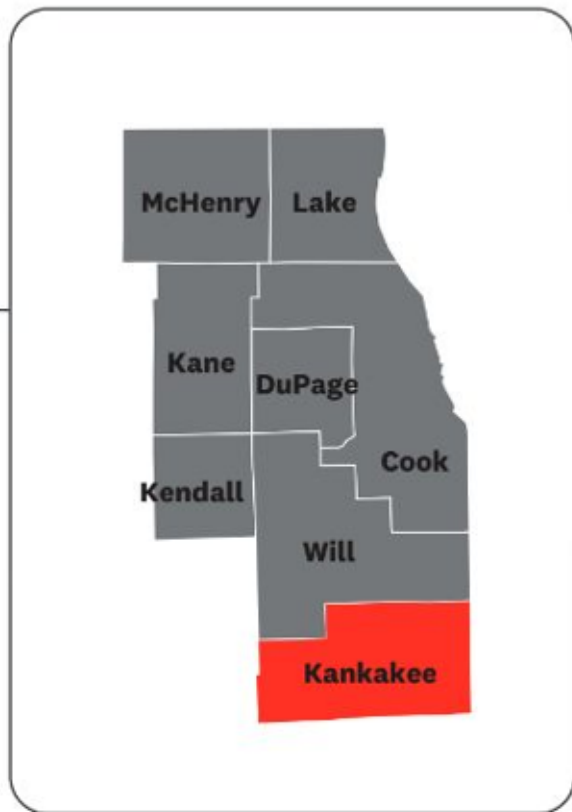 McHenry Lake
Kane
DuPage
Cook
Kendall
Will
Kankakee